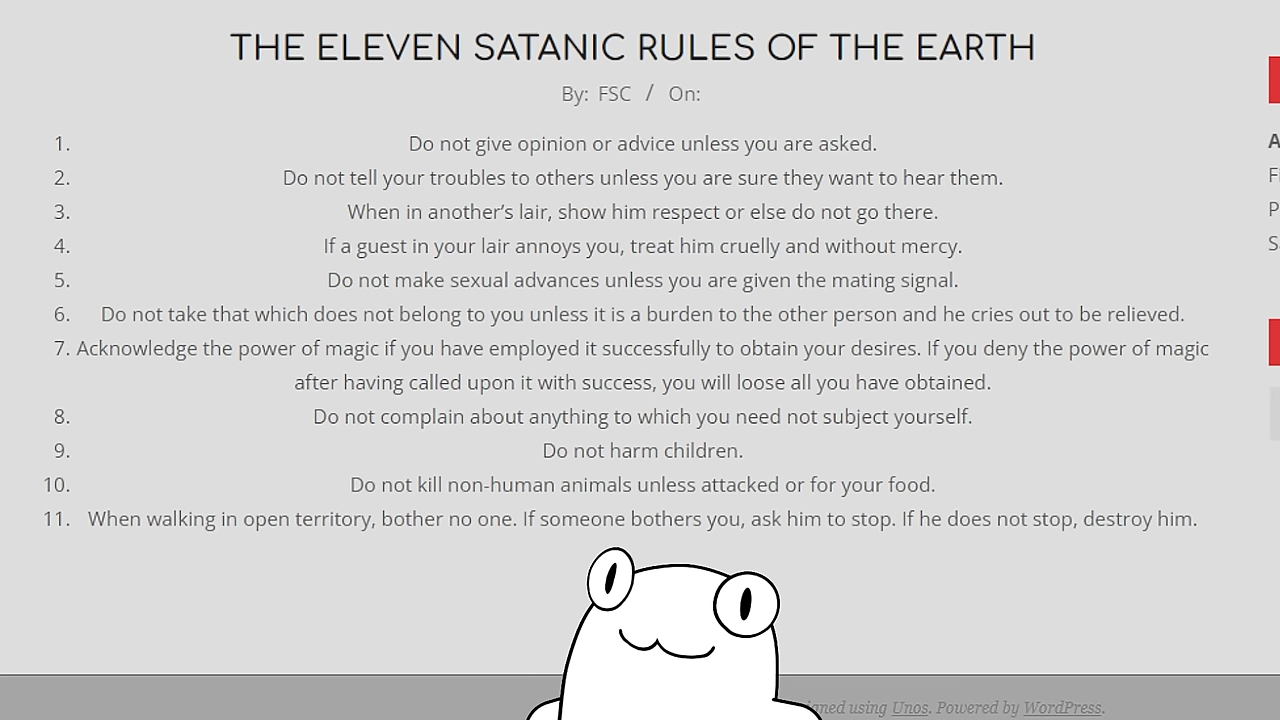 THE ELEVEN SATANIC RULES OF THE EARTH
By: FSC / On:
1. Do not give opinion or advice unless you are asked.
2. Do not tell your troubles to others unless you are sure they want to hear them.
3. When in another’s lair, show him respect or else do not go there.
4. If a guest in your lair annoys you, treat him cruelly and without mercy.
5. Do not make sexual advances unless you are given the mating signal.
6. Do not take that which does not belong to you unless it is a burden to the other person and he cries out to be relieved.
7. Acknowledge the power of magic if you have employed it successfully to obtain your desires. If you deny the power of magic
after having called upon it with success, you will loose all you have obtained.
8. Do not complain about anything to which you need not subject yourself.
9. Do not harm children.
10. Do not kill non-human animals unless attacked or for your food.
11. When walking in open territory, bother no one. If someone bothers you, ask him to stop. If he does not stop, destroy him.
using Unos. Powered by WordPress.